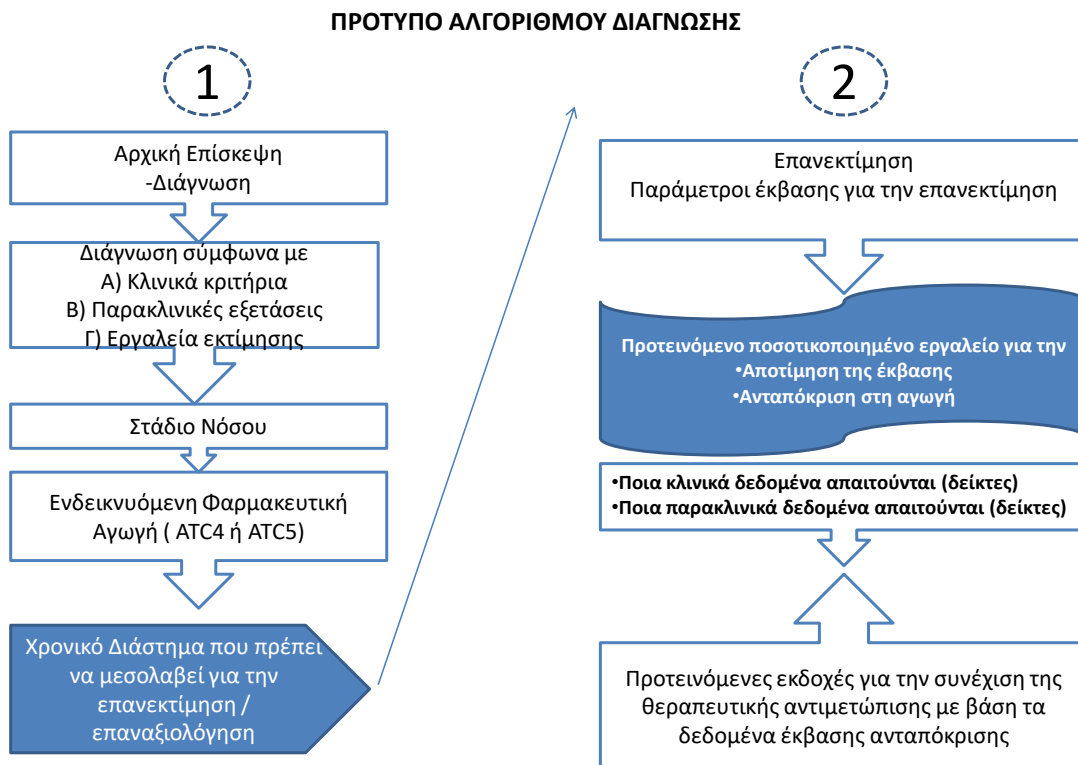 ΠΡΟΤΥΠΟ ΑΛΓΟΡΙΘΜΟΥ ΔΙΑΓΝΩΣΗΣ
1
Αρχική Επίσκεψη
-Διάγνωση
Διάγνωση σύμφωνα με
Α) Κλινικά κριτήρια
Β) Παρακλινικές εξετάσεις
Γ) Εργαλεία εκτίμησης
Στάδιο Νόσου
Ενδεικνυόμενη Φαρμακευτική
Αγωγή ( ATC4 ή ATC5)
Χρονικό Διάστημα που πρέπει
να μεσολαβεί για την
επανεκτίμηση /
επαναξιολόγηση
2
Επανεκτίμηση
Παράμετροι έκβασης για την επανεκτίμηση
Προτεινόμενο ποσοτικοποιημένο εργαλείο για την
•Αποτίμηση της έκβασης
•Ανταπόκριση στη αγωγή
•Ποια κλινικά δεδομένα απαιτούνται (δείκτες)
•Ποια παρακλινικά δεδομένα απαιτούνται (δείκτες)
Προτεινόμενες εκδοχές για την συνέχιση της
θεραπευτικής αντιμετώπισης με βάση τα
δεδομένα έκβασης ανταπόκρισης